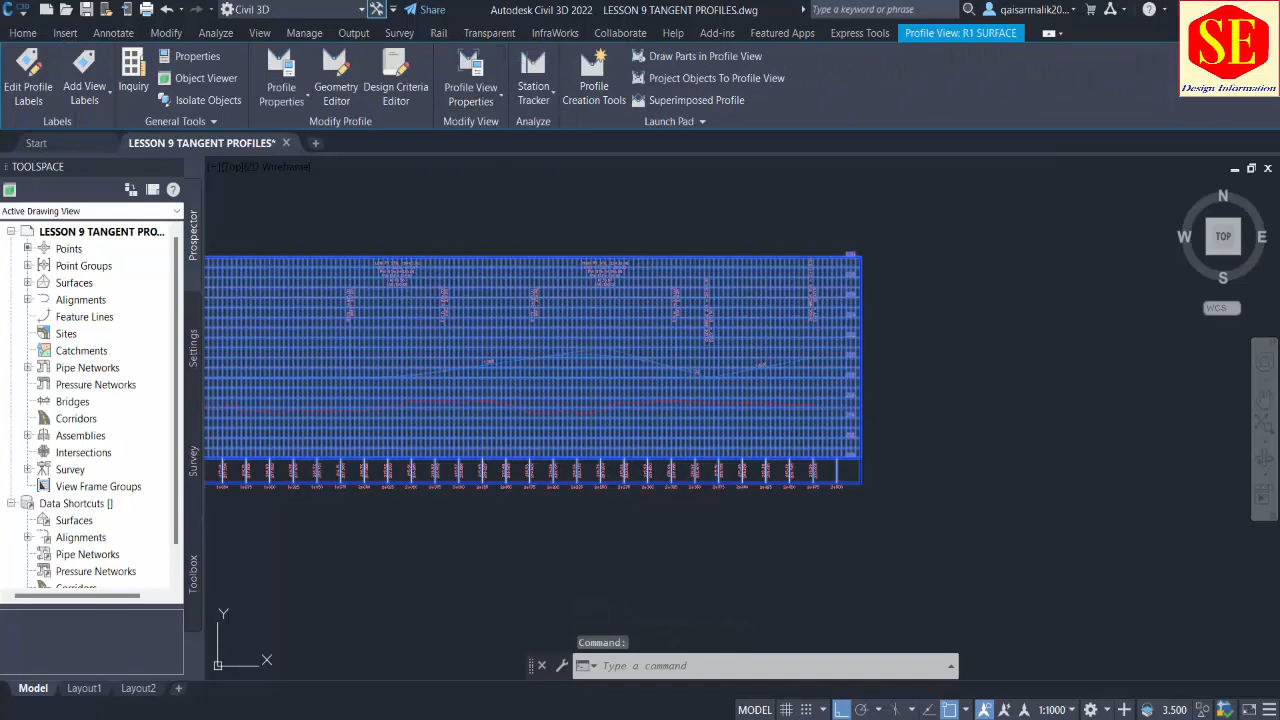 Civil 3D
Share
Autodesk Civil 3D 2022 LESSON 9 TANGENT PROFILES.dwg
Type a keyword or phrase
qaisarmalik20...
Home Insert Annotate Modify Analyze View Manage Output Survey Rail Transparent InfraWorks Collaborate Help Add-ins Featured Apps Express Tools Profile View: R1 SURFACE
SE
Design Information
Edit Profile Labels
Add View Labels
Inquiry
Properties
Object Viewer
Isolate Objects
Profile Properties
Geometry Editor
Design Criteria Editor
Profile View Properties
Station Tracker
Profile Creation Tools
Draw Parts in Profile View
Project Objects To Profile View
Superimposed Profile
Labels
General Tools
Modify Profile
Modify View
Analyze
Launch Pad
Start
LESSON 9 TANGENT PROFILES*
TOOLSPACE
[−][Top][2D Wireframe]
Active Drawing View
LESSON 9 TANGENT PRO...
Points
Point Groups
Surfaces
Alignments
Feature Lines
Sites
Catchments
Pipe Networks
Pressure Networks
Bridges
Corridors
Assemblies
Intersections
Survey
View Frame Groups
Data Shortcuts []
Surfaces
Alignments
Pipe Networks
Pressure Networks
Corridors
Prospector
Settings
Survey
Toolbox
N
W TOP E
S
WCS
Y
X
Command:
Type a command
Model Layout1 Layout2
MODEL
1:1000
3.500